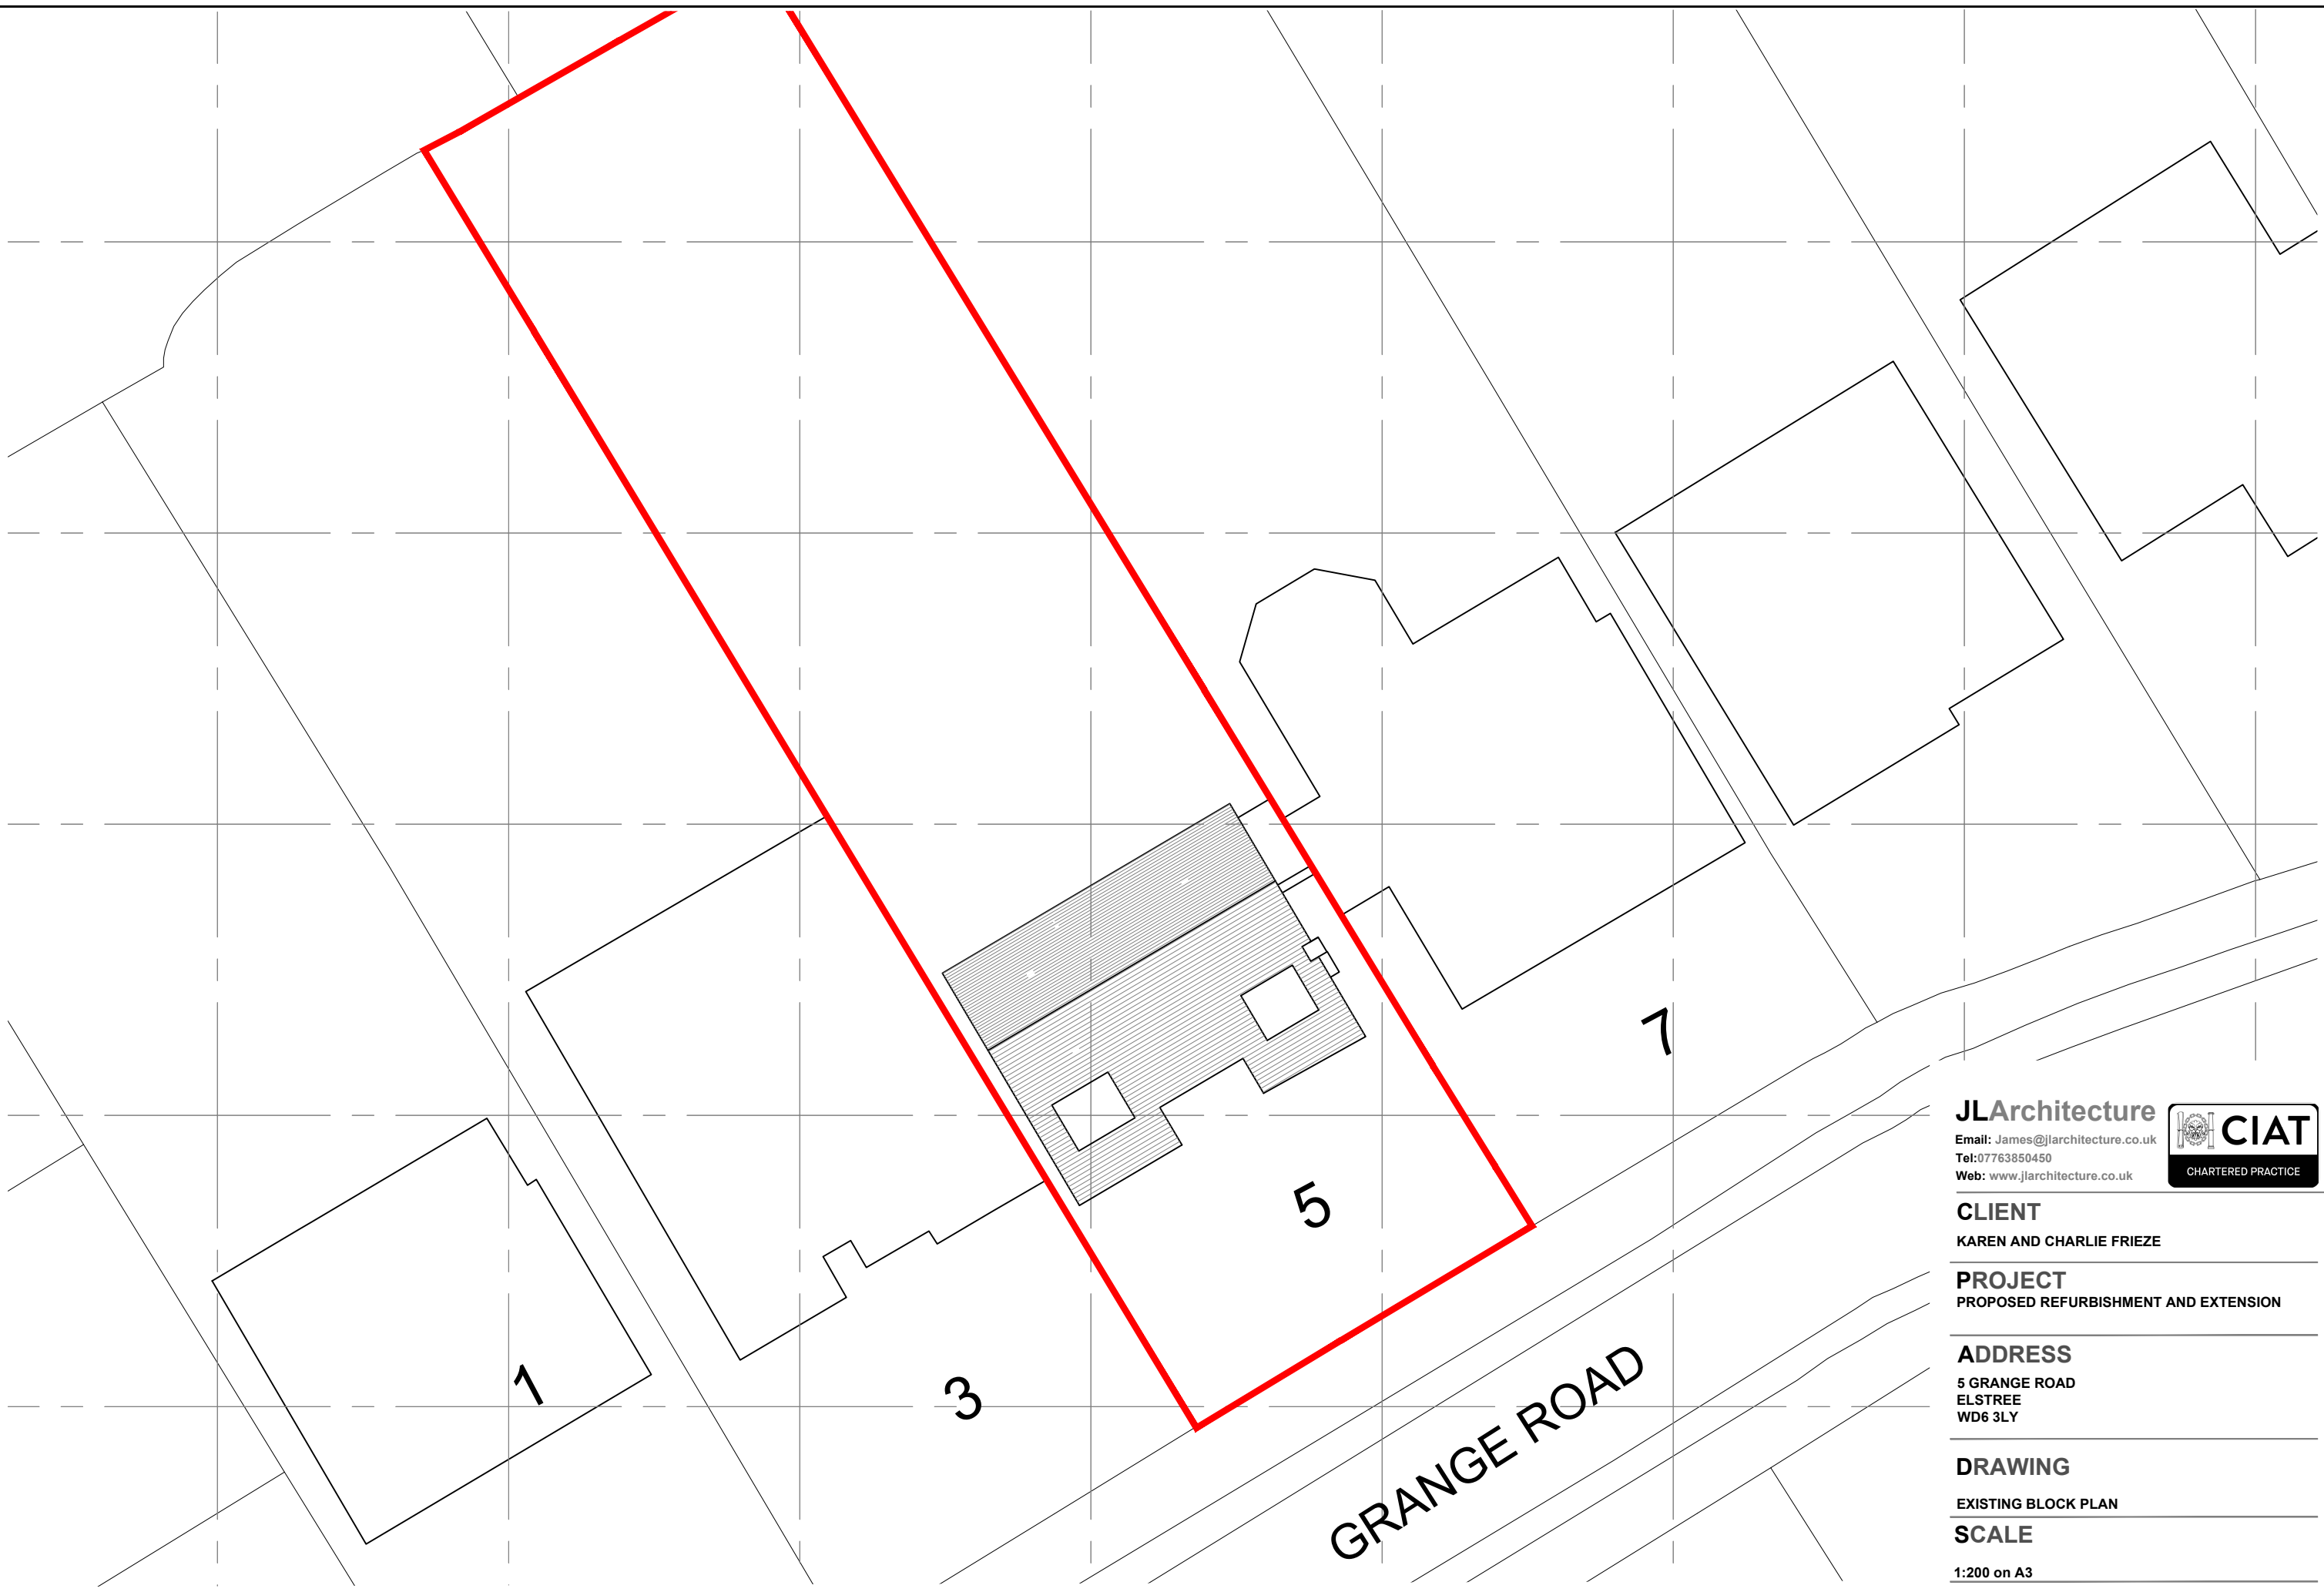 1
3
5
7
GRANGE ROAD
JLArchitecture
Email: James@jlarchitecture.co.uk
Tel:07763850450
Web: www.jlarchitecture.co.uk
CIAT
CHARTERED PRACTICE
CLIENT
KAREN AND CHARLIE FRIEZE
PROJECT
PROPOSED REFURBISHMENT AND EXTENSION
ADDRESS
5 GRANGE ROAD
ELSTREE
WD6 3LY
DRAWING
EXISTING BLOCK PLAN
SCALE
1:200 on A3